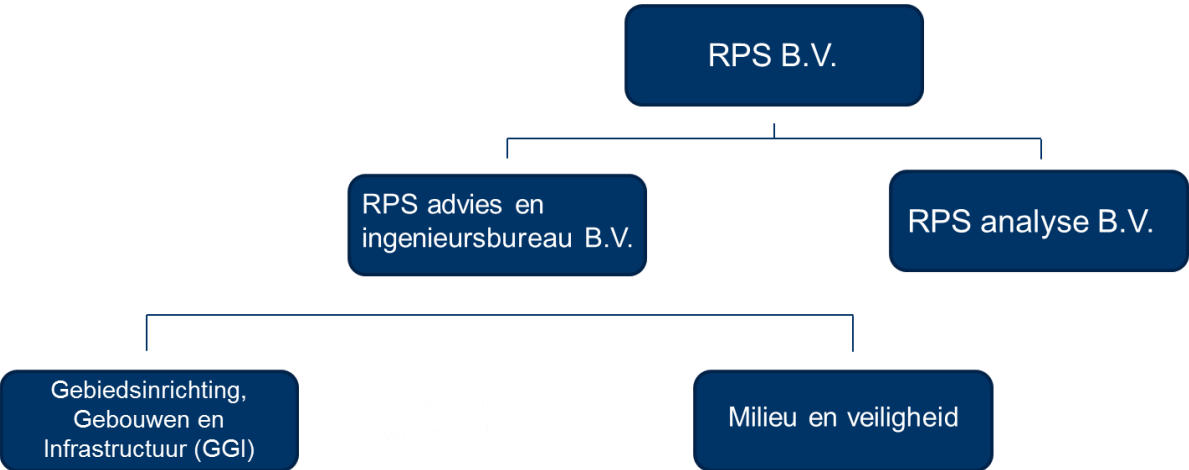 RPS B.V.
RPS advies en
ingenieursbureau B.V.
RPS analyse B.V.
Gebiedsinrichting,
Gebouwen en
Infrastructuur (GGI)
Milieu en veiligheid